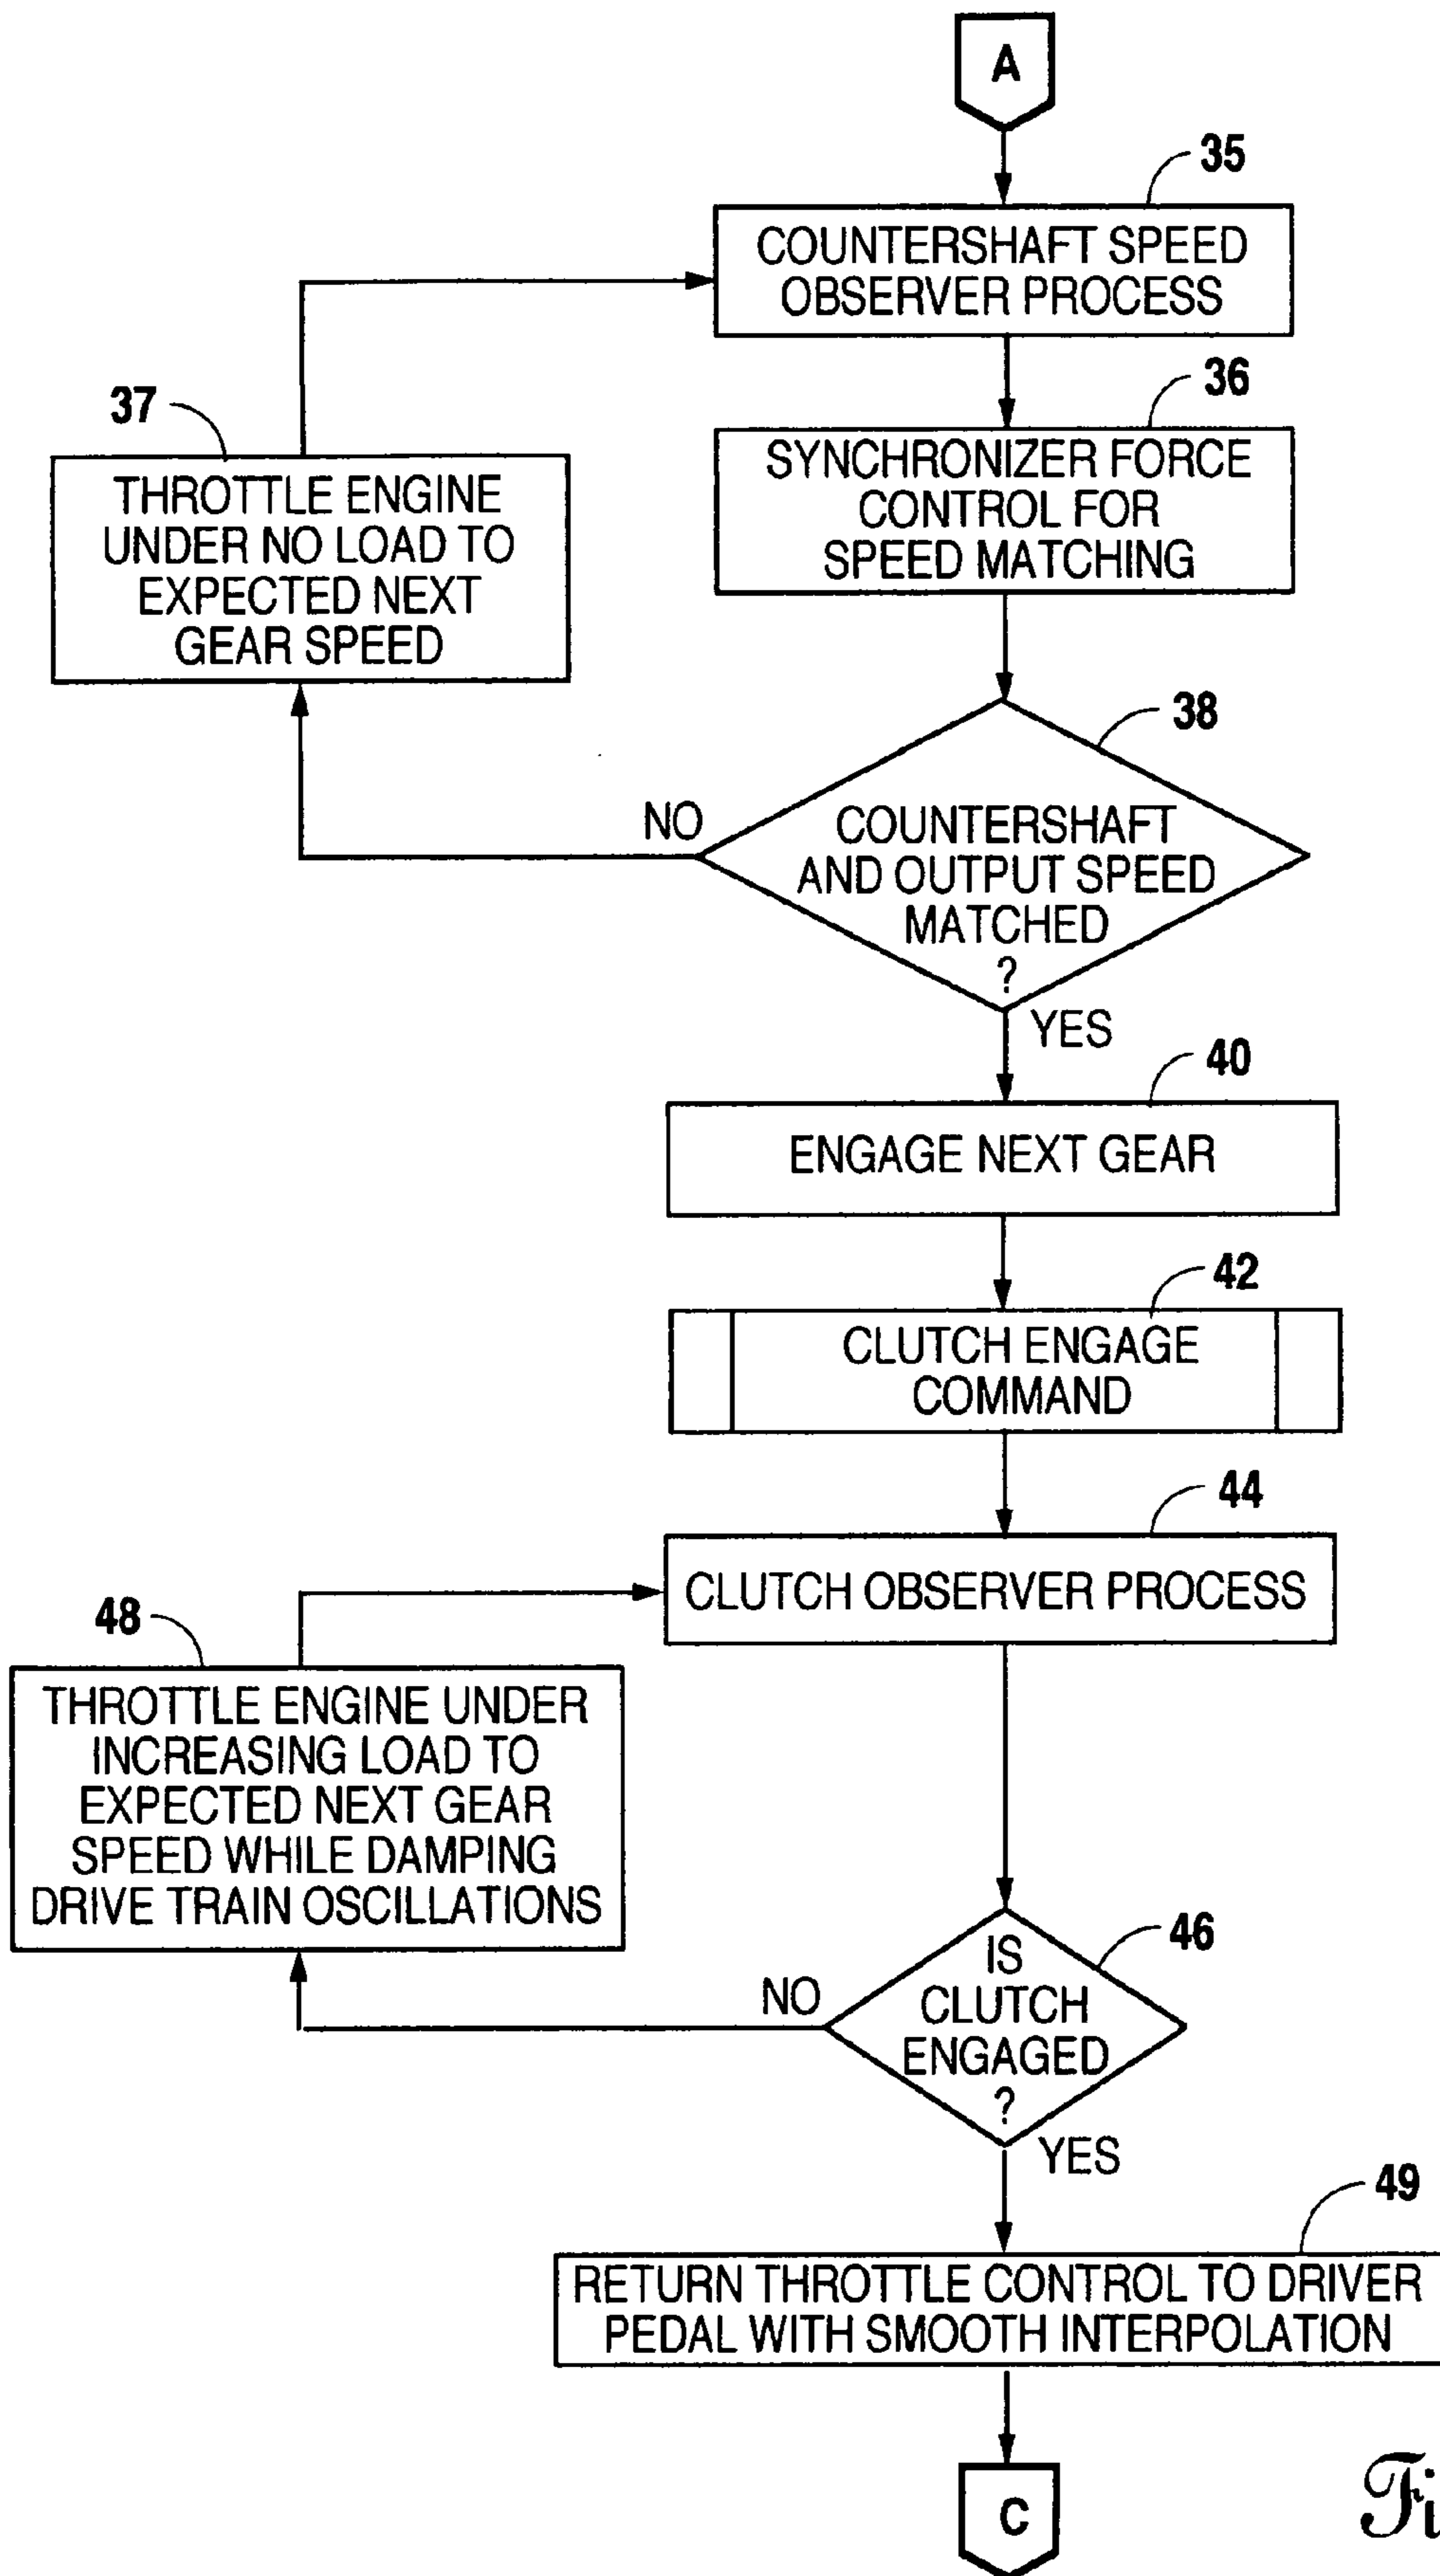 A
35
COUNTERSHAFT SPEED
OBSERVER PROCESS
36
SYNCHRONIZER FORCE
CONTROL FOR
SPEED MATCHING
37
THROTTLE ENGINE
UNDER NO LOAD TO
EXPECTED NEXT
GEAR SPEED
38
NO
COUNTERSHAFT
AND OUTPUT SPEED
MATCHED
?
YES
40
ENGAGE NEXT GEAR
42
CLUTCH ENGAGE
COMMAND
44
CLUTCH OBSERVER PROCESS
48
THROTTLE ENGINE UNDER
INCREASING LOAD TO
EXPECTED NEXT GEAR
SPEED WHILE DAMPING
DRIVE TRAIN OSCILLATIONS
46
NO
IS
CLUTCH
ENGAGED
?
YES
49
RETURN THROTTLE CONTROL TO DRIVER
PEDAL WITH SMOOTH INTERPOLATION
C
Fi